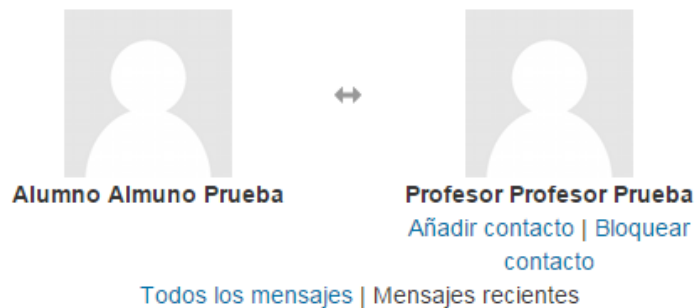 Alumno Almuno Prueba
Profesor Profesor Prueba
Añadir contacto | Bloquear
contacto
Todos los mensajes | Mensajes recientes